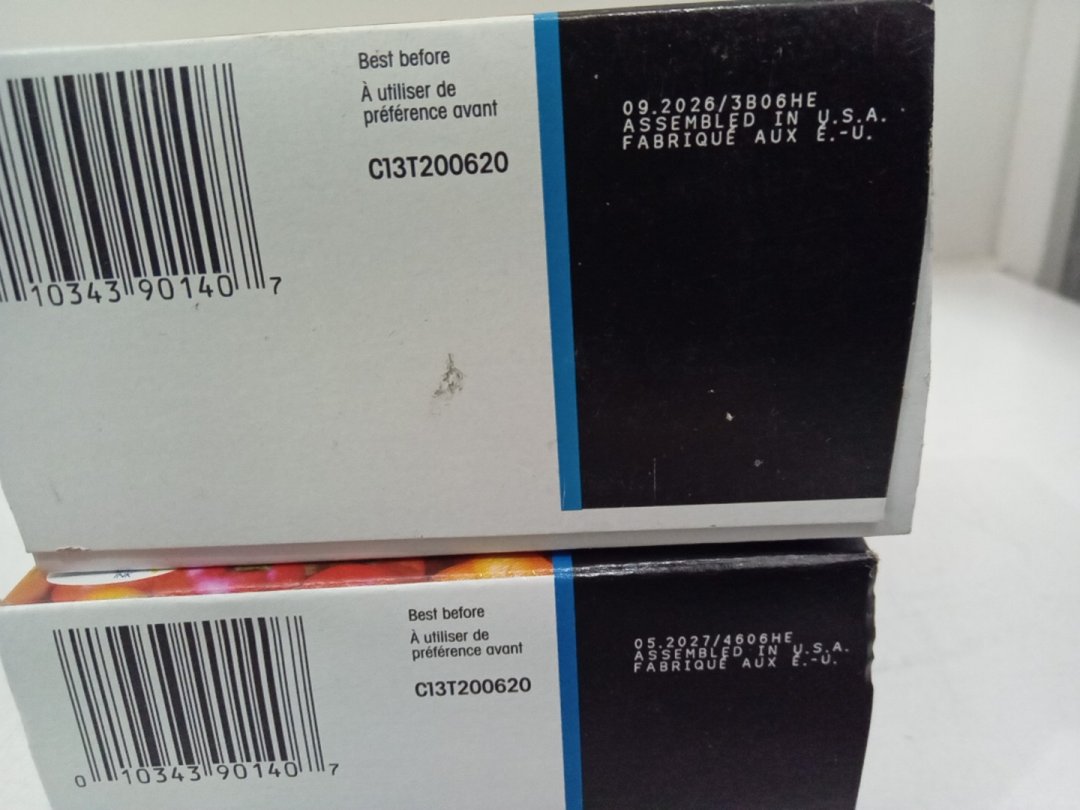 Best before
À utiliser de
préférence avant
C13T200620
10343 90140 7
09.2026/3B06HE
ASSEMBLED IN U.S.A.
FABRIQUÉ AUX É.-U.
Best before
À utiliser de
préférence avant
C13T200620
0 10343 90140 7
05.2027/4606HE
ASSEMBLED IN U.S.A.
FABRIQUÉ AUX É.-U.